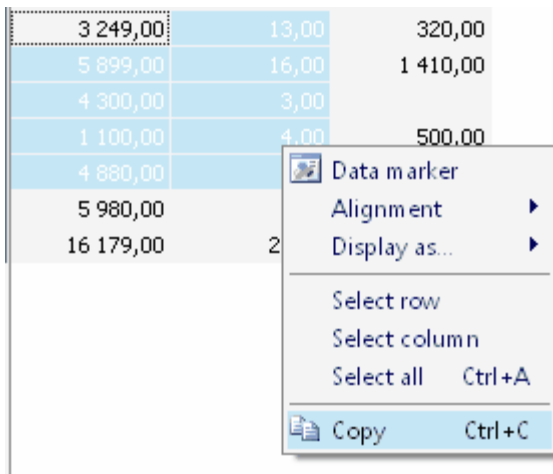 3 249,00 13,00 320,00
5 899,00 16,00 1 410,00
4 300,00 3,00
1 100,00 4,00 500,00
4 880,00
5 980,00
16 179,00 2
Data marker
Alignment
Display as...
Select row
Select column
Select all Ctrl+A
Copy Ctrl+C